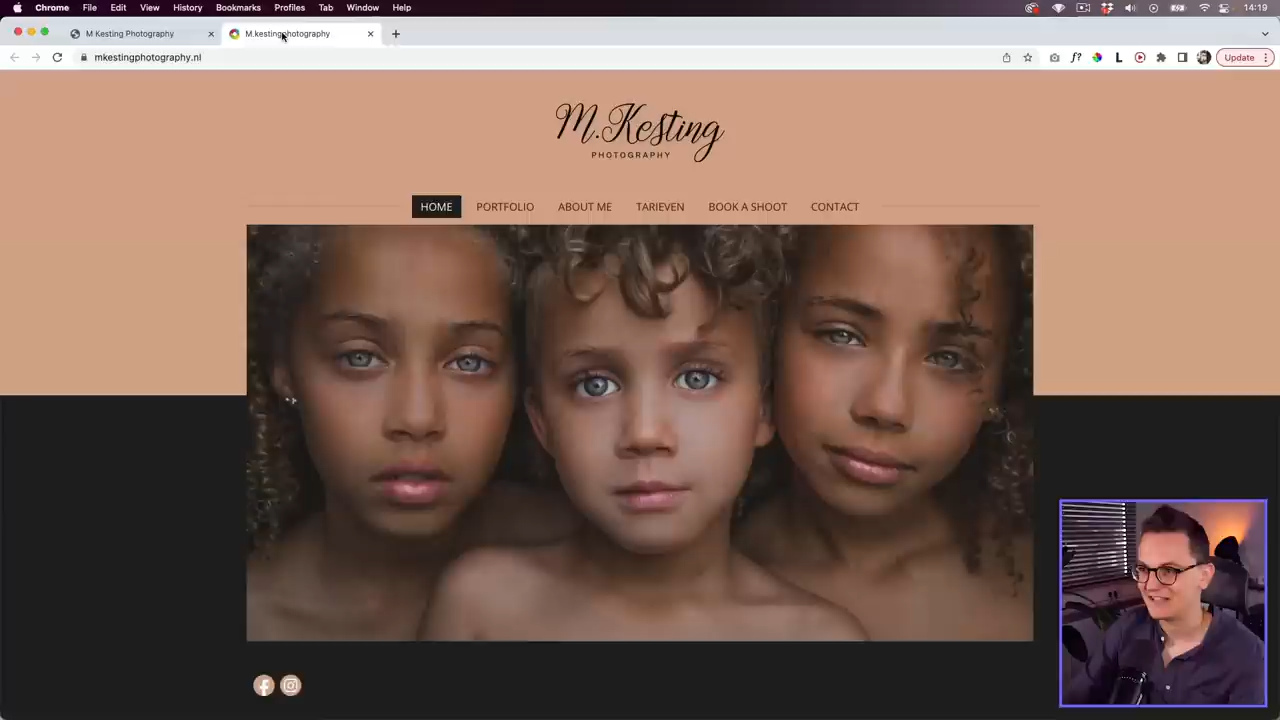 Chrome File Edit View History Bookmarks Profiles Tab Window Help 14:19
M Kesting Photography M.kestingphotography
mkestingphotography.nl f? L Update
M.Kesting
PHOTOGRAPHY
HOME PORTFOLIO ABOUT ME TARIEVEN BOOK A SHOOT CONTACT